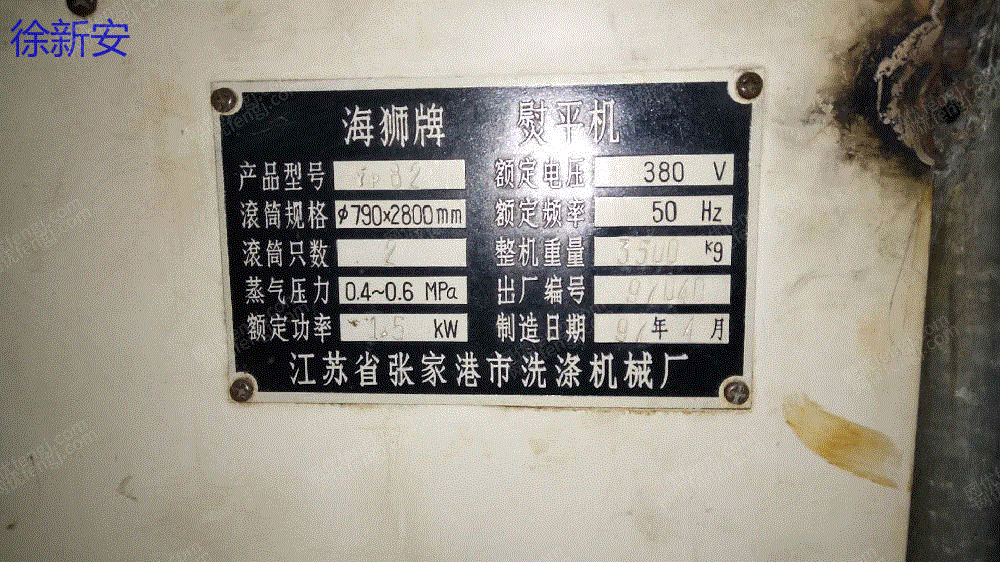 徐新安
海狮牌 熨平机
产品型号 额定电压 380 V
滚筒规格 φ790×2800mm 额定频率 50 Hz
滚筒只数 2 整机重量 3300 kg
蒸气压力 0.4~0.6 MPa 出厂编号
额定功率 kW 制造日期 年 月
江苏省张家港市洗涤机械厂